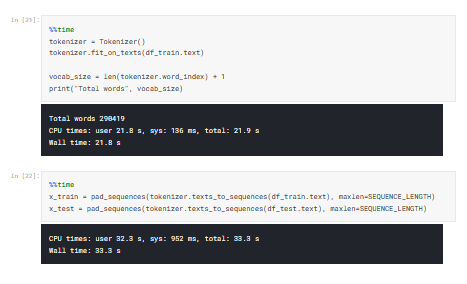 In [21]:
%%time
tokenizer = Tokenizer()
tokenizer.fit_on_texts(df_train.text)
vocab_size = len(tokenizer.word_index) + 1
print("Total words", vocab_size)
Total words 290419
CPU times: user 21.8 s, sys: 136 ms, total: 21.9 s
Wall time: 21.8 s
In [22]:
%%time
x_train = pad_sequences(tokenizer.texts_to_sequences(df_train.text), maxlen=SEQUENCE_LENGTH)
x_test = pad_sequences(tokenizer.texts_to_sequences(df_test.text), maxlen=SEQUENCE_LENGTH)
CPU times: user 32.3 s, sys: 952 ms, total: 33.3 s
Wall time: 33.3 s